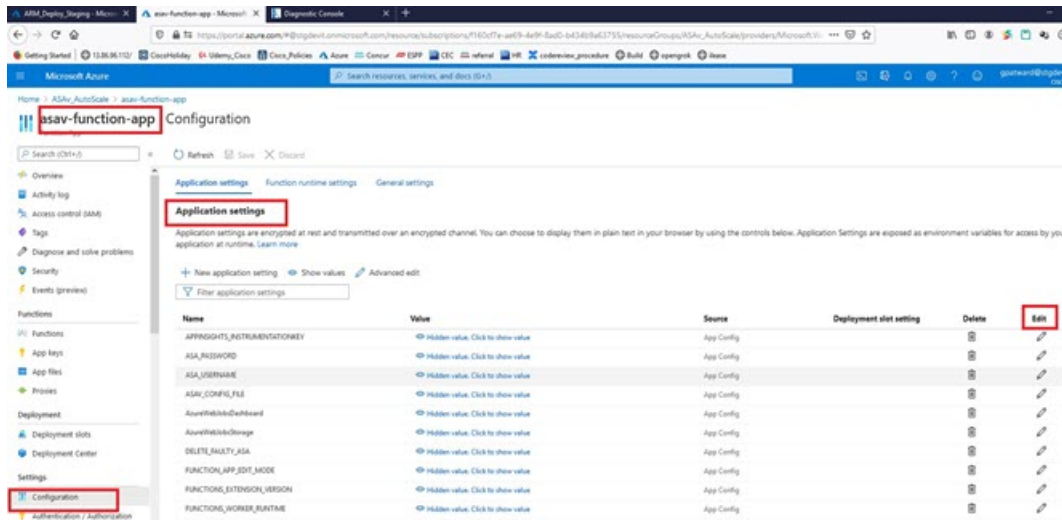 ARM_Deploy_Staging - Micros
asav-function-app - Microsoft
Diagnostic Console
Getting Started
CiscoHoliday
Udemy_Cisco
Cisco_Policies
Azure
Concur
ESPP
CEC
referral
HR
codereview_procedure
Build
opengrok
ilease
Microsoft Azure
Search resources, services, and docs (G+/)
Home > ASAv_AutoScale > asav-function-app
asav-function-app Configuration
Search (Ctrl+/)
Refresh Save Discard
Overview
Activity log
Access control (IAM)
Tags
Diagnose and solve problems
Security
Events (preview)
Functions
Functions
App keys
App files
Proxies
Deployment
Deployment slots
Deployment Center
Settings
Configuration
Authentication / Authorization
Application settings Function runtime settings General settings
Application settings
Application settings are encrypted at rest and transmitted over an encrypted channel. You can choose to display them in plain text in your browser by using the controls below. Application Settings are exposed as environment variables for access by you
application at runtime. Learn more
New application setting Show values Advanced edit
Filter application settings
Name Value Source Deployment slot setting Delete Edit
APPINSIGHTS_INSTRUMENTATIONKEY Hidden value. Click to show value App Config
ASA_PASSWORD Hidden value. Click to show value App Config
ASA_USERNAME Hidden value. Click to show value App Config
ASAV_CONFIG_FILE Hidden value. Click to show value App Config
AzureWebJobsDashboard Hidden value. Click to show value App Config
AzureWebJobsStorage Hidden value. Click to show value App Config
DELETE_FAULTY_ASA Hidden value. Click to show value App Config
FUNCTION_APP_EDIT_MODE Hidden value. Click to show value App Config
FUNCTIONS_EXTENSION_VERSION Hidden value. Click to show value App Config
FUNCTIONS_WORKER_RUNTIME Hidden value. Click to show value App Config